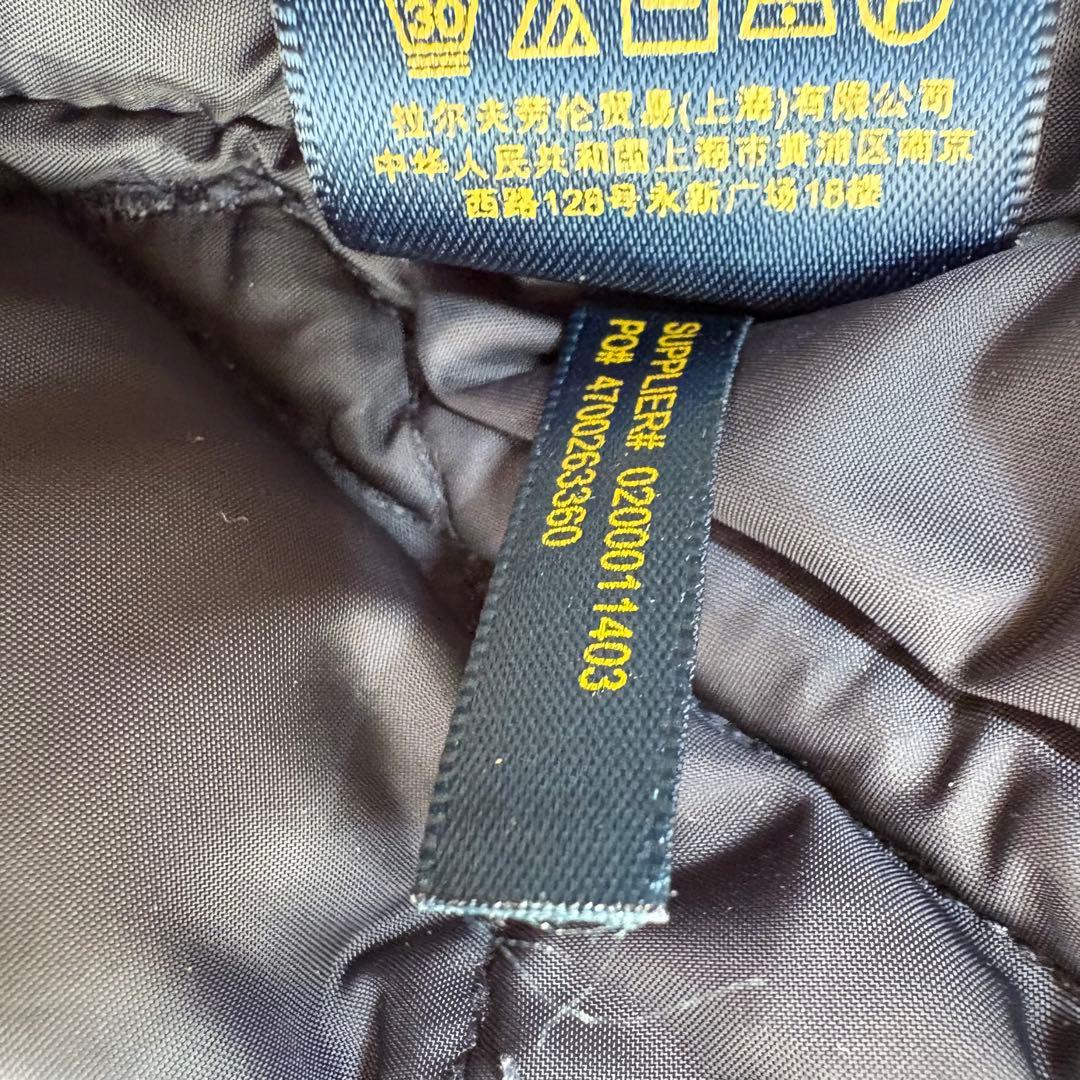 30
拉尔夫劳伦贸易(上海)有限公司
中华人民共和国上海市黄浦区南京
西路128号永新广场18楼
SUPPLIER# 0200011403
PO# 4700263360